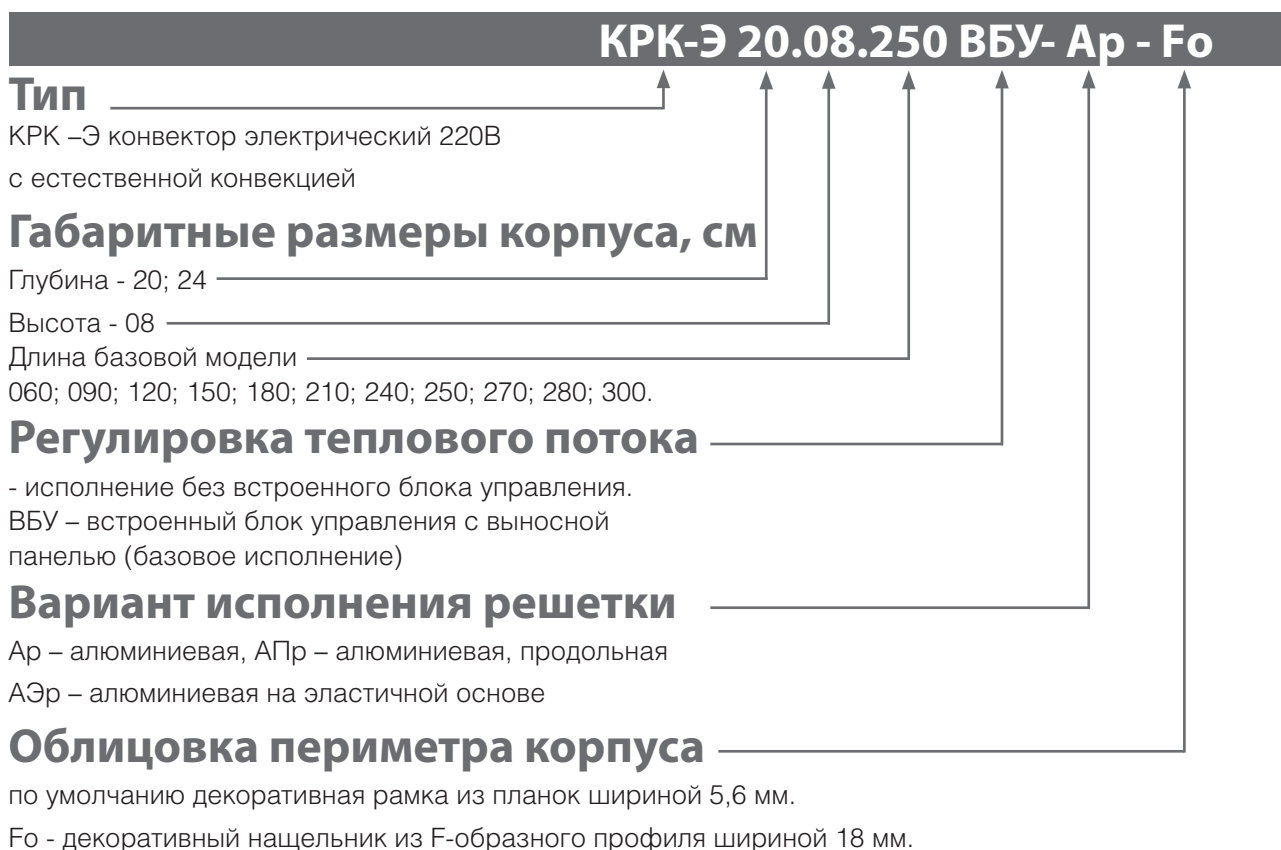 КРК-Э 20.08.250 ВБУ- Ар - Fo
Тип
КРК –Э конвектор электрический 220В
с естественной конвекцией
Габаритные размеры корпуса, см
Глубина - 20; 24
Высота - 08
Длина базовой модели
060; 090; 120; 150; 180; 210; 240; 250; 270; 280; 300.
Регулировка теплового потока
- исполнение без встроенного блока управления.
ВБУ – встроенный блок управления с выносной
панелью (базовое исполнение)
Вариант исполнения решетки
Ар – алюминиевая, АПр – алюминиевая, продольная
АЭр – алюминиевая на эластичной основе
Облицовка периметра корпуса
по умолчанию декоративная рамка из планок шириной 5,6 мм.
Fo - декоративный нащельник из F-образного профиля шириной 18 мм.